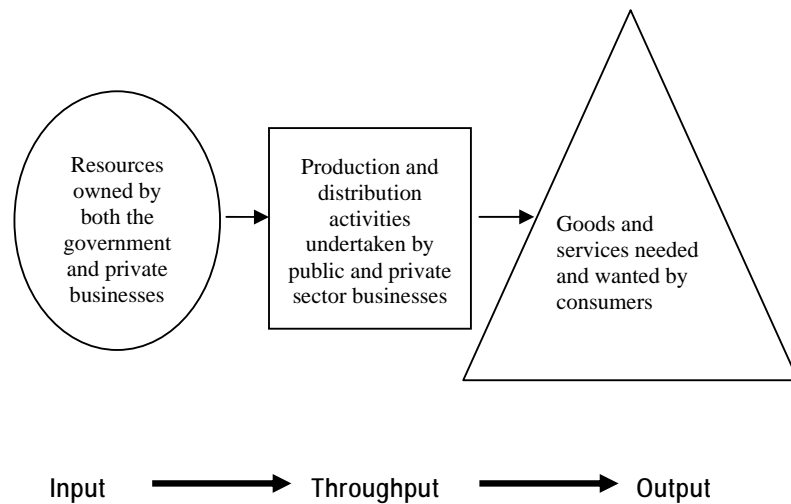 Resources
owned by
both the
government
and private
businesses
Production and
distribution
activities
undertaken by
public and private
sector businesses
Goods and
services needed
and wanted by
consumers
Input
Throughput
Output